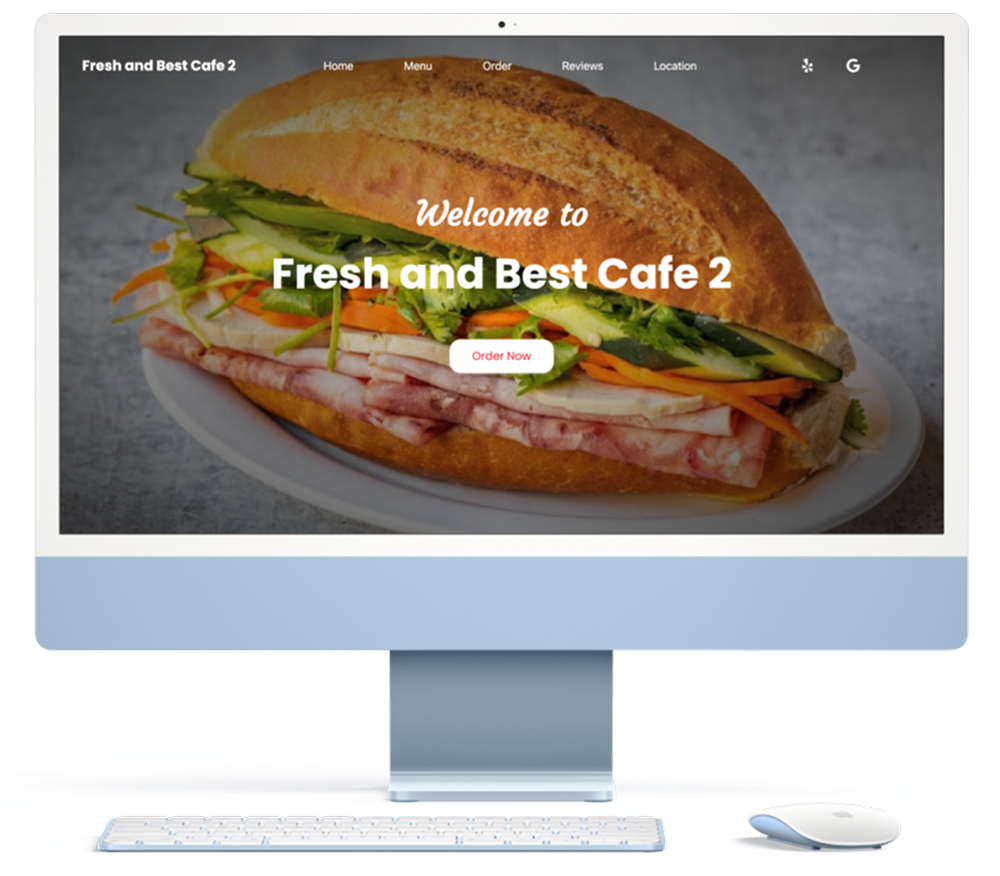 Fresh and Best Cafe 2
Home
Menu
Order
Reviews
Location
Welcome to
Fresh and Best Cafe 2
Order Now